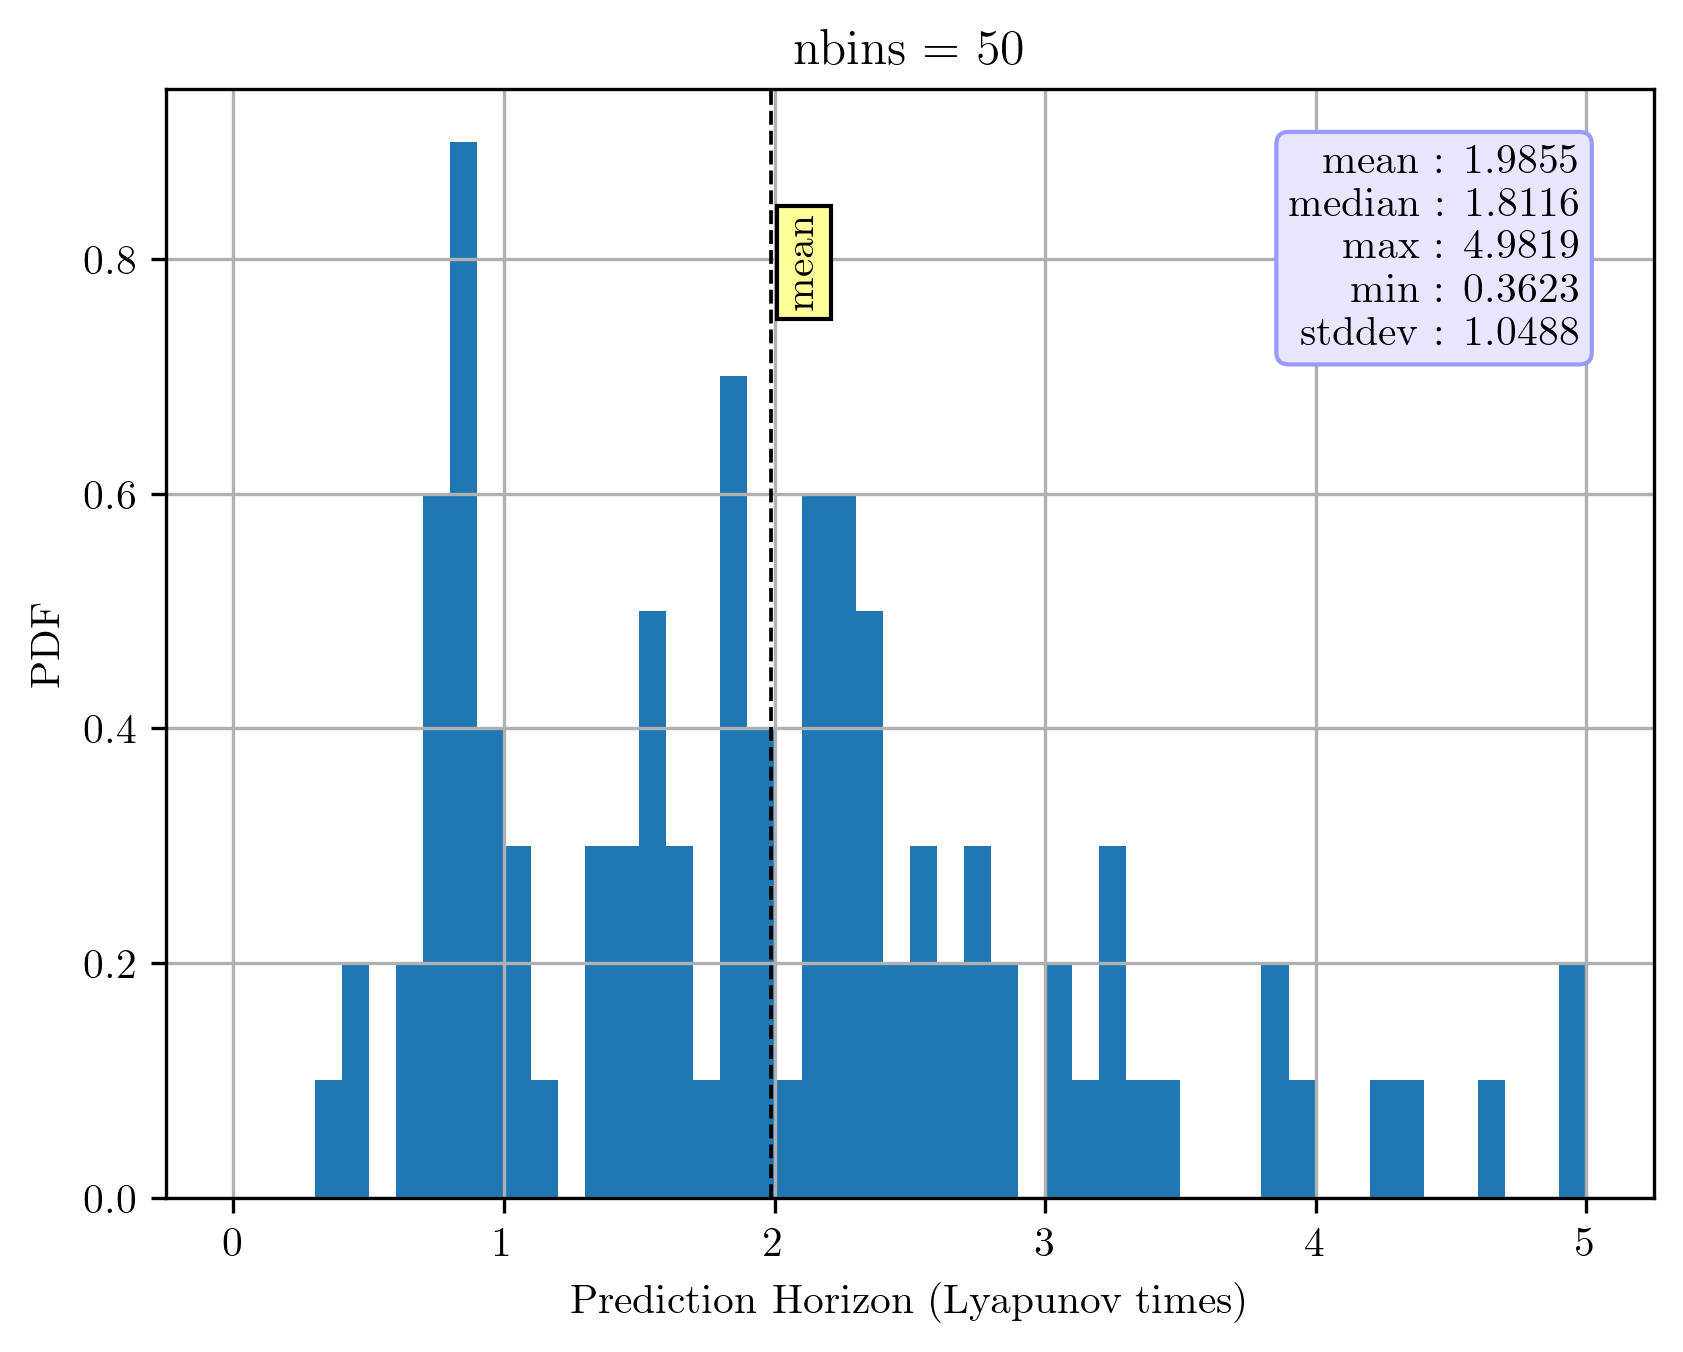 nbins = 50
mean : 1.9855
median : 1.8116
max : 4.9819
min : 0.3623
stddev : 1.0488
mean
0.8
0.6
0.4
0.2
0.0
PDF
0 1 2 3 4 5
Prediction Horizon (Lyapunov times)